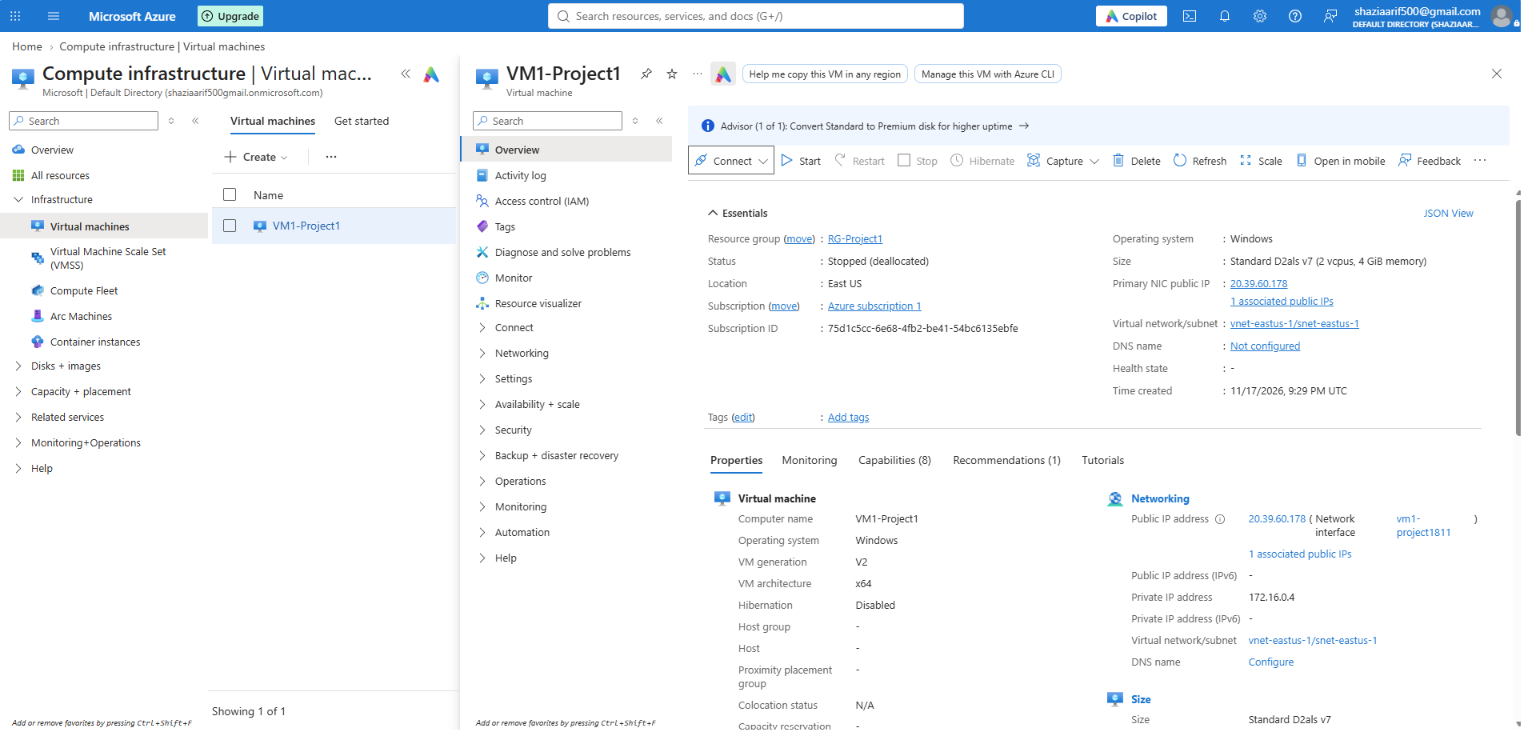 Microsoft Azure
Upgrade
Search resources, services, and docs (G+/)
Copilot
shaziaarif500@gmail.com
DEFAULT DIRECTORY (SHAZIAAR...
Home > Compute infrastructure | Virtual machines
Compute infrastructure | Virtual mac...
Microsoft | Default Directory (shaziaarif500gmail.onmicrosoft.com)
Search
Overview
All resources
Infrastructure
Virtual machines
Virtual Machine Scale Set
(VMSS)
Compute Fleet
Arc Machines
Container instances
Disks + images
Capacity + placement
Related services
Monitoring+Operations
Help
Add or remove favorites by pressing Ctrl+Shift+F
Virtual machines Get started
Create
Name
VM1-Project1
Showing 1 of 1
VM1-Project1
Virtual machine
Help me copy this VM in any region
Manage this VM with Azure CLI
Search
Overview
Activity log
Access control (IAM)
Tags
Diagnose and solve problems
Monitor
Resource visualizer
Connect
Networking
Settings
Availability + scale
Security
Backup + disaster recovery
Operations
Monitoring
Automation
Help
Add or remove favorites by pressing Ctrl+Shift+F
Advisor (1 of 1): Convert Standard to Premium disk for higher uptime →
Connect Start Restart Stop Hibernate Capture Delete Refresh Scale Open in mobile Feedback
Essentials
JSON View
Resource group (move) : RG-Project1
Status : Stopped (deallocated)
Location : East US
Subscription (move) : Azure subscription 1
Subscription ID : 75d1c5cc-6e68-4fb2-be41-54bc6135ebfe
Operating system : Windows
Size : Standard D2als v7 (2 vcpus, 4 GiB memory)
Primary NIC public IP : 20.39.60.178
1 associated public IPs
Virtual network/subnet : vnet-eastus-1/snet-eastus-1
DNS name : Not configured
Health state : -
Time created : 11/17/2026, 9:29 PM UTC
Tags (edit) : Add tags
Properties Monitoring Capabilities (8) Recommendations (1) Tutorials
Virtual machine
Computer name VM1-Project1
Operating system Windows
VM generation V2
VM architecture x64
Hibernation Disabled
Host group -
Host -
Proximity placement -
group
Colocation status N/A
Capacity reservation -
Networking
Public IP address 20.39.60.178 ( Network vm1- )
interface project1811
1 associated public IPs
Public IP address (IPv6) -
Private IP address 172.16.0.4
Private IP address (IPv6) -
Virtual network/subnet vnet-eastus-1/snet-eastus-1
DNS name Configure
Size
Size Standard D2als v7